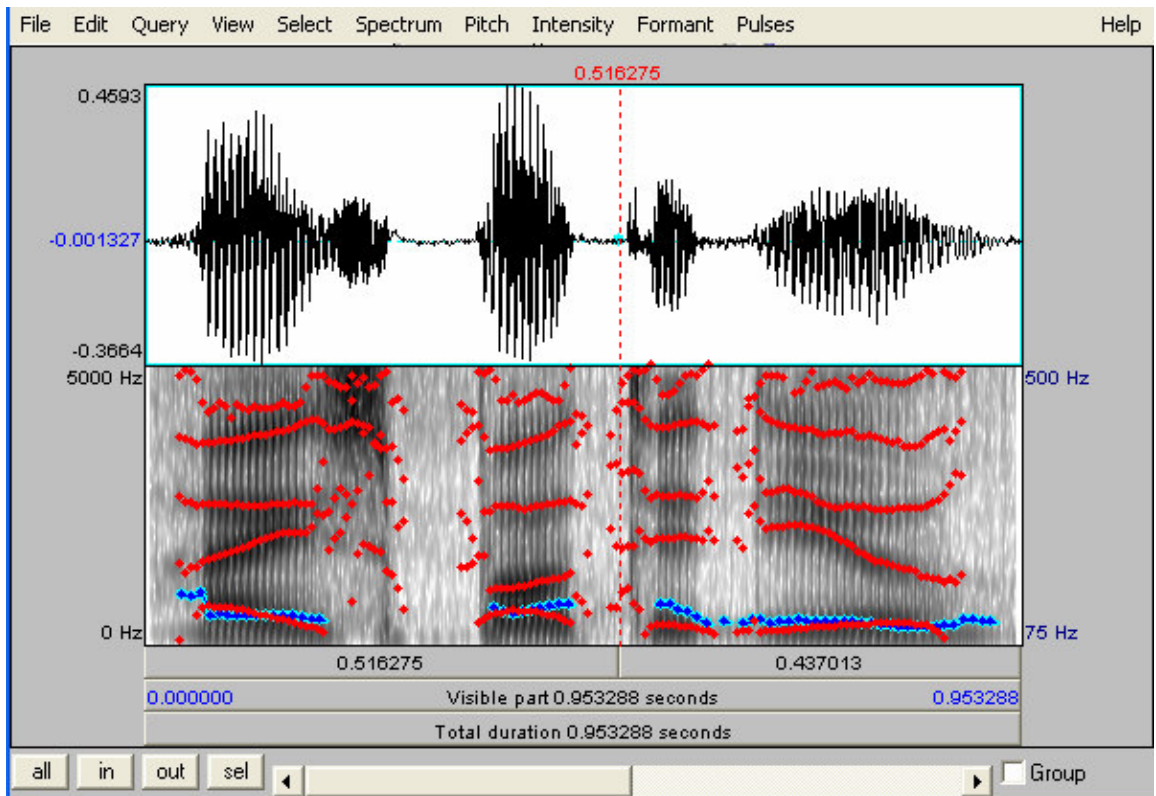 File Edit Query View Select Spectrum Pitch Intensity Formant Pulses Help
0.516275
0.4593
-0.001327
-0.3664
5000 Hz 500 Hz
0 Hz 75 Hz
0.516275 0.437013
0.000000 Visible part 0.953288 seconds 0.953288
Total duration 0.953288 seconds
all in out sel Group